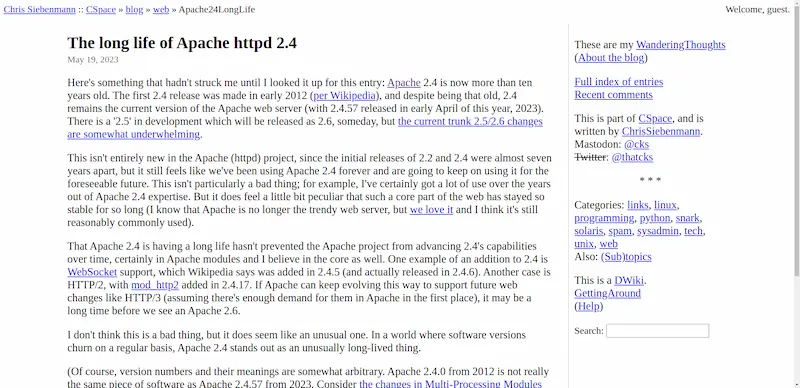 Chris Siebenmann :: CSpace » blog » web » Apache24LongLife
Welcome, guest.
The long life of Apache httpd 2.4
May 19, 2023
Here's something that hadn't struck me until I looked it up for this entry: Apache 2.4 is now more than ten
years old. The first 2.4 release was made in early 2012 (per Wikipedia), and despite being that old, 2.4
remains the current version of the Apache web server (with 2.4.57 released in early April of this year, 2023).
There is a '2.5' in development which will be released as 2.6, someday, but the current trunk 2.5/2.6 changes
are somewhat underwhelming.
This isn't entirely new in the Apache (httpd) project, since the initial releases of 2.2 and 2.4 were almost seven
years apart, but it still feels like we've been using Apache 2.4 forever and are going to keep on using it for the
foreseeable future. This isn't particularly a bad thing; for example, I've certainly got a lot of use over the years
out of Apache 2.4 expertise. But it does feel a little bit peculiar that such a core part of the web has stayed so
stable for so long (I know that Apache is no longer the trendy web server, but we love it and I think it's still
reasonably commonly used).
That Apache 2.4 is having a long life hasn't prevented the Apache project from advancing 2.4's capabilities
over time, certainly in Apache modules and I believe in the core as well. One example of an addition to 2.4 is
WebSocket support, which Wikipedia says was added in 2.4.5 (and actually released in 2.4.6). Another case is
HTTP/2, with mod_http2 added in 2.4.17. If Apache can keep evolving this way to support future web
changes like HTTP/3 (assuming there's enough demand for them in Apache in the first place), it may be a
long time before we see an Apache 2.6.
I don't think this is a bad thing, but it does seem like an unusual one. In a world where software versions
churn on a regular basis, Apache 2.4 stands out as an unusually long-lived thing.
(Of course, version numbers and their meanings are somewhat arbitrary. Apache 2.4.0 from 2012 is not really
the same piece of software as Apache 2.4.57 from 2023. Consider the changes in Multi-Processing Modules
These are my WanderingThoughts
(About the blog)
Full index of entries
Recent comments
This is part of CSpace, and is
written by ChrisSiebenmann.
Mastodon: @cks
Twitter: @thatcks
* * *
Categories: links, linux,
programming, python, snark,
solaris, spam, sysadmin, tech,
unix, web
Also: (Sub)topics
This is a DWiki.
GettingAround
(Help)
Search: